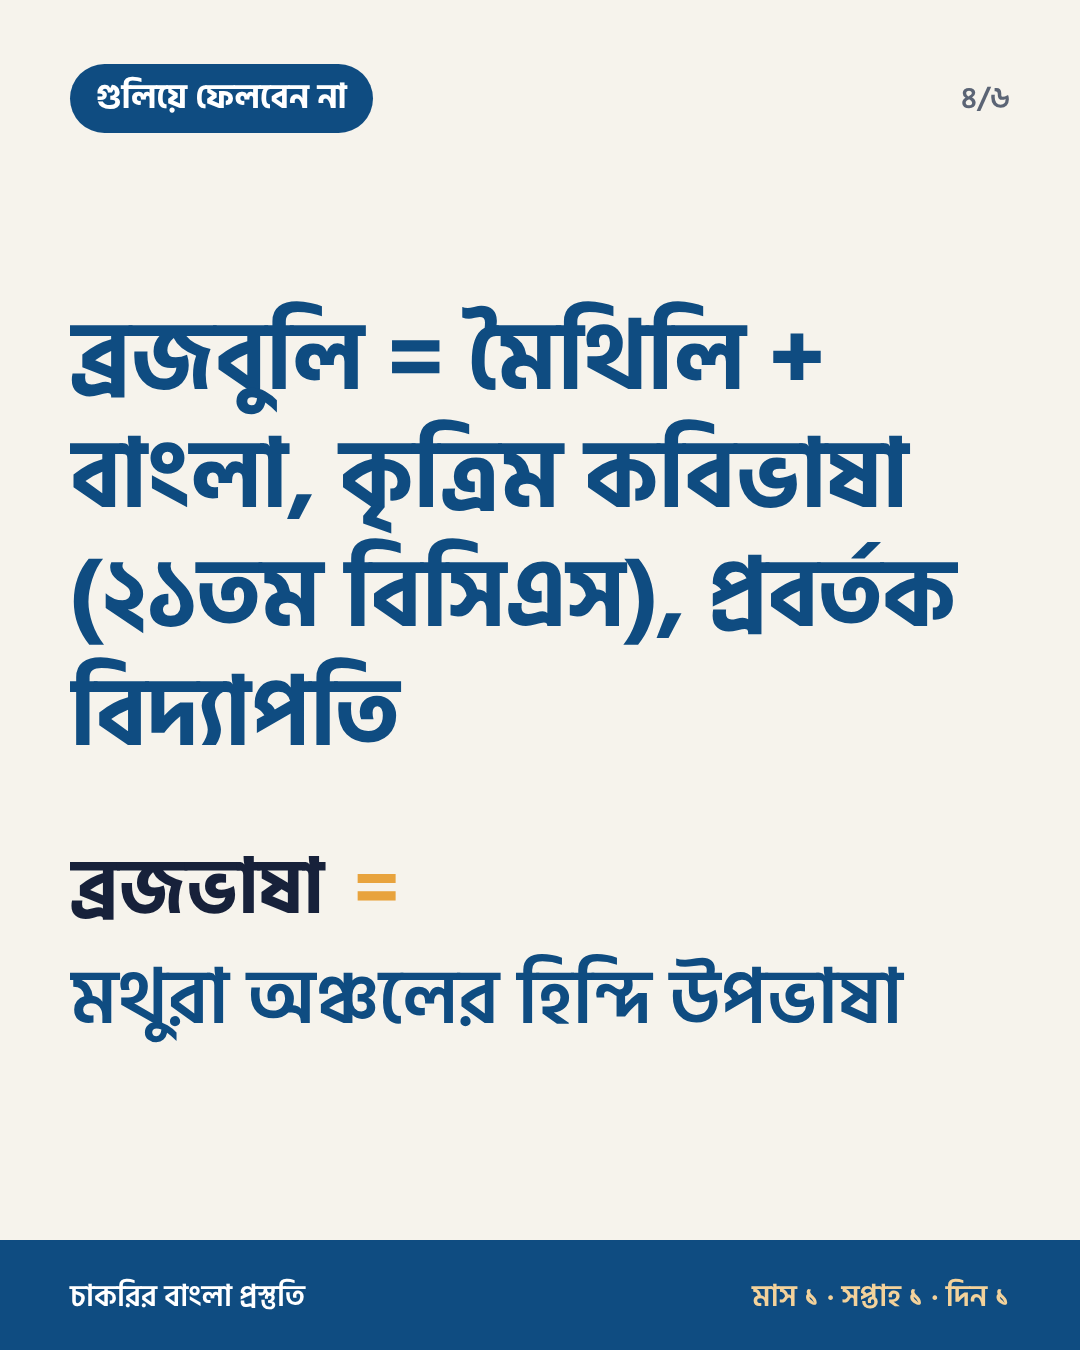 গুলিয়ে ফেলবেন না
৪/৬
ব্রজবুলি = মৈথিলি +
বাংলা, কৃত্রিম কবিভাষা
(২১তম বিসিএস), প্রবর্তক
বিদ্যাপতি
ব্রজভাষা =
মথুরা অঞ্চলের হিন্দি উপভাষা
চাকরির বাংলা প্রস্তুতি
মাস ১ · সপ্তাহ ১ · দিন ১